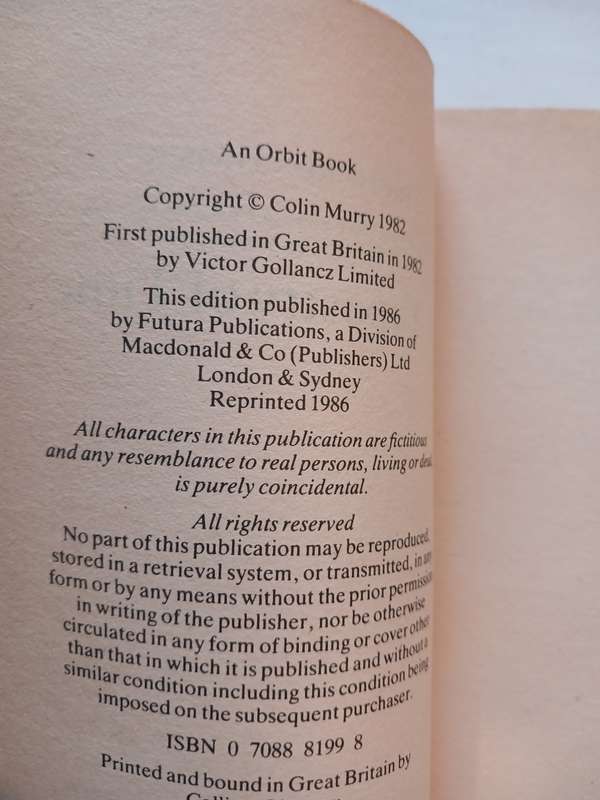 An Orbit Book
Copyright © Colin Murry 1982
First published in Great Britain in 1982
by Victor Gollancz Limited
This edition published in 1986
by Futura Publications, a Division of
Macdonald & Co (Publishers) Ltd
London & Sydney
Reprinted 1986
All characters in this publication are fictitious
and any resemblance to real persons, living or dead,
is purely coincidental.
All rights reserved
No part of this publication may be reproduced,
stored in a retrieval system, or transmitted, in any
form or by any means without the prior permission
in writing of the publisher, nor be otherwise
circulated in any form of binding or cover other
than that in which it is published and without a
similar condition including this condition being
imposed on the subsequent purchaser.
ISBN 0 7088 8199 8
Printed and bound in Great Britain by